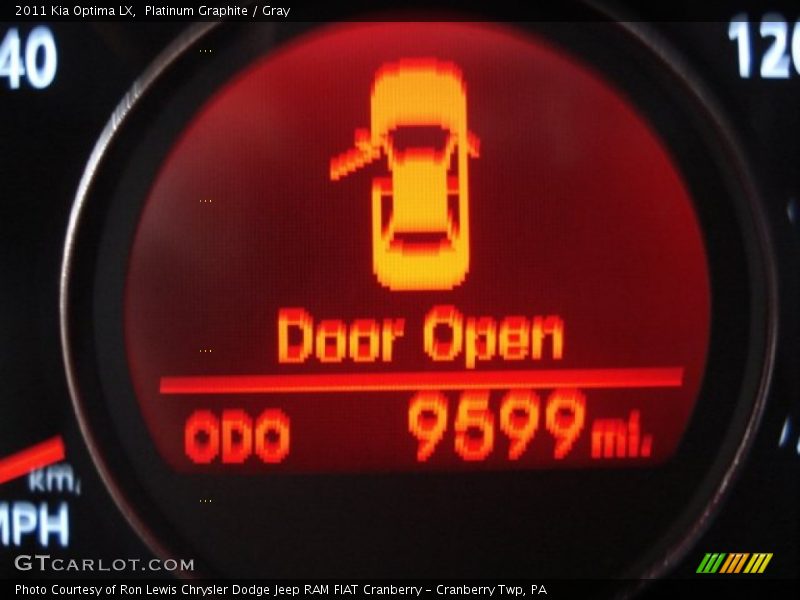 2011 Kia Optima LX,  Platinum Graphite / Gray
40
120
...
...
Door Open
...
ODO 9599 mi.
km,
MPH
...
GTCARLOT.COM
Photo Courtesy of Ron Lewis Chrysler Dodge Jeep RAM FIAT Cranberry - Cranberry Twp, PA